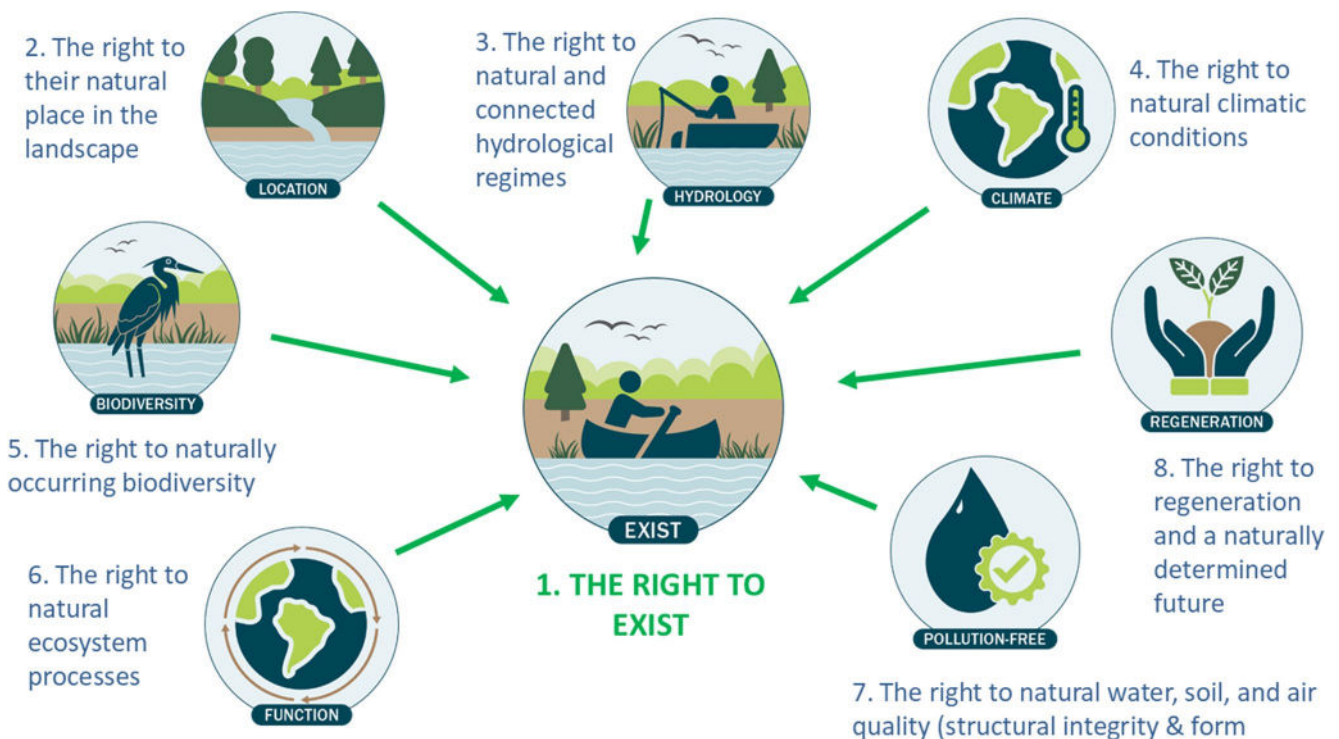 2. The right to
their natural
place in the
landscape
LOCATION
3. The right to
natural and
connected
hydrological
regimes
HYDROLOGY
4. The right to
natural climatic
conditions
CLIMATE
BIODIVERSITY
5. The right to naturally
occurring biodiversity
EXIST
1. THE RIGHT TO
EXIST
REGENERATION
8. The right to
regeneration
and a naturally
determined
future
6. The right to
natural
ecosystem
processes
FUNCTION
POLLUTION-FREE
7. The right to natural water, soil, and air
quality (structural integrity & form